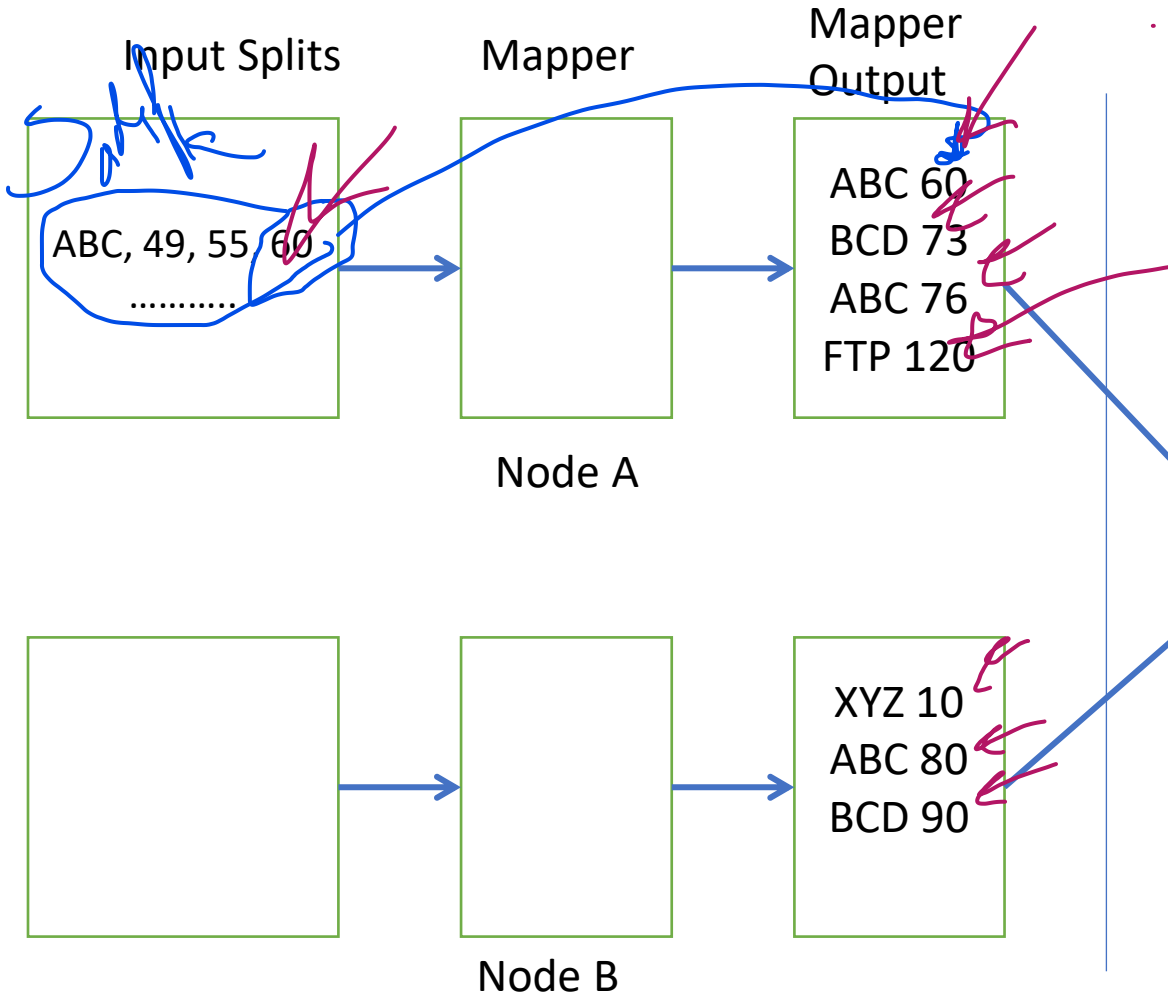 Input Splits
Mapper
Mapper
Output
ABC, 49, 55, 60
...........
ABC 60
BCD 73
ABC 76
FTP 120
Node A
XYZ 10
ABC 80
BCD 90
Node B